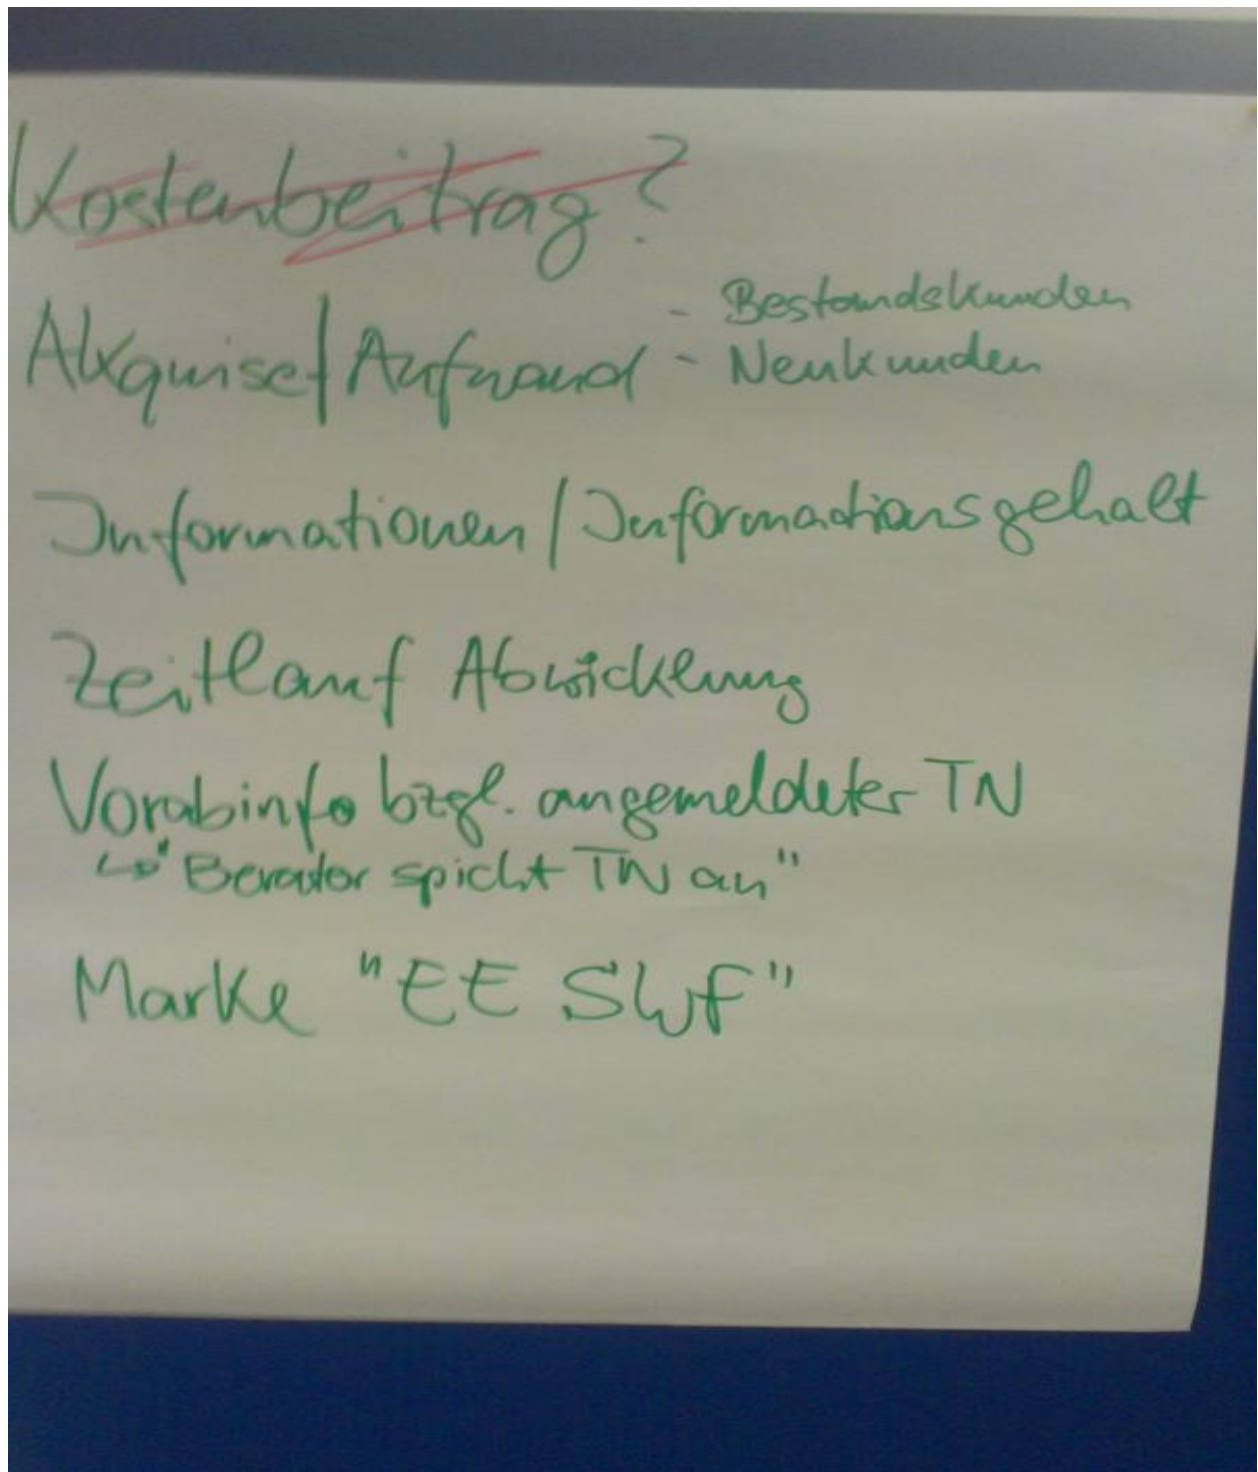 Kostenbeitrag?
Akquise/Aufwand - Bestandskunden
- Neukunden
Informationen/Informationsgehalt
Zeitlauf Abwicklung
Vorabinfo bzgl. angemeldeter TN
↳ "Berater spicht TN an"
Marke "EE SWF"